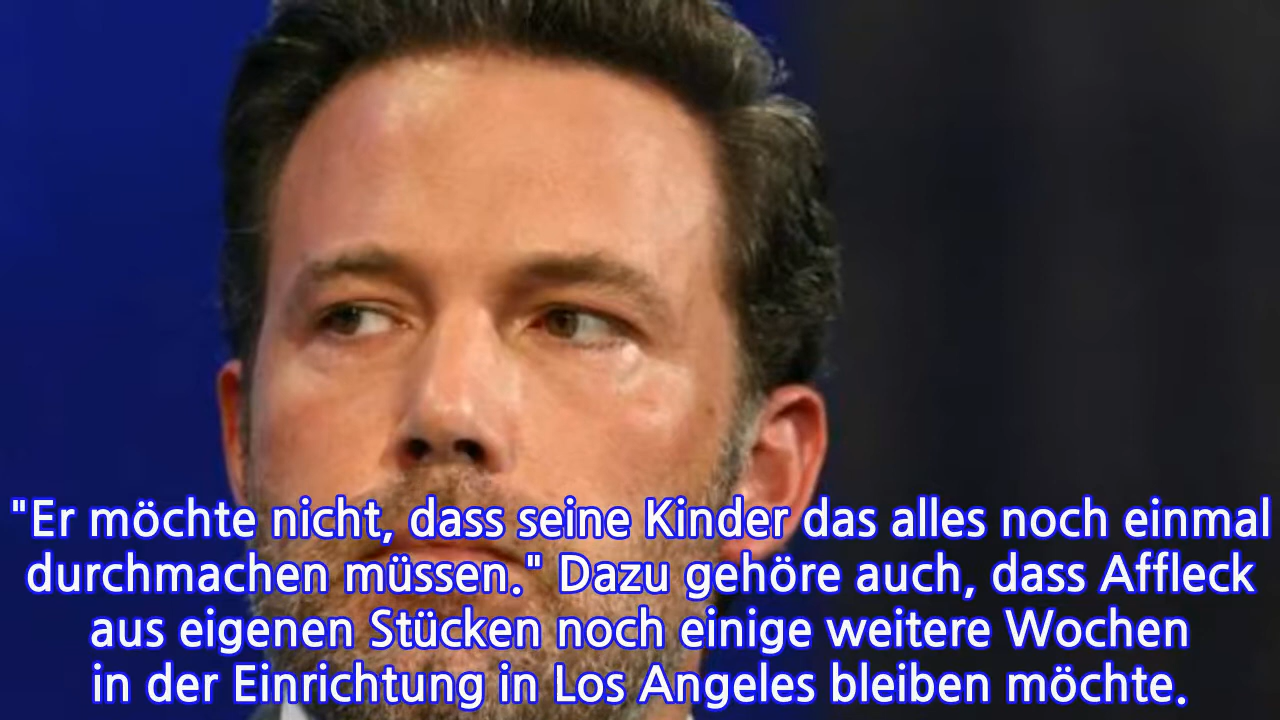 "Er möchte nicht, dass seine Kinder das alles noch einmal
durchmachen müssen." Dazu gehöre auch, dass Affleck
aus eigenen Stücken noch einige weitere Wochen
in der Einrichtung in Los Angeles bleiben möchte.